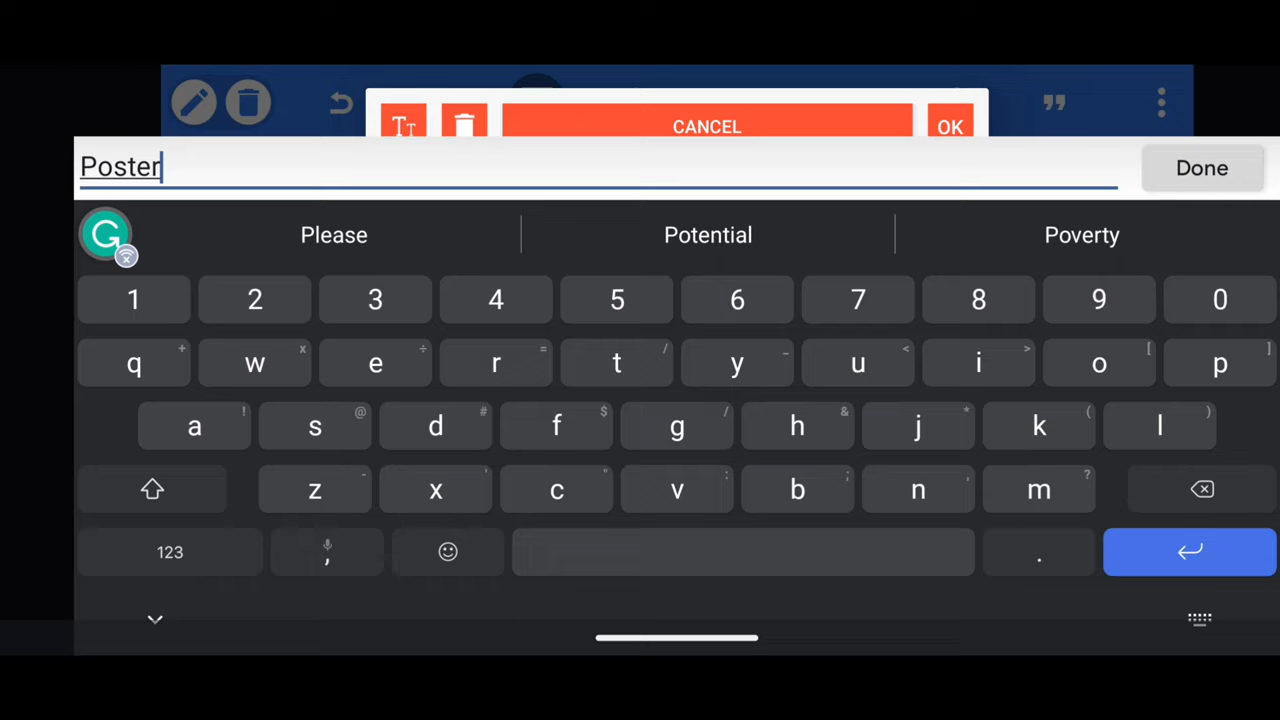 CANCEL
OK
Poster
Done
Please Potential Poverty
1 2 3 4 5 6 7 8 9 0
q + w x e ÷ r = t / y _ u < i > o [ p ]
a ! s @ d # f $ g / h & j * k ( l )
z - x ' c " v : b ; n , m ?
123 , .